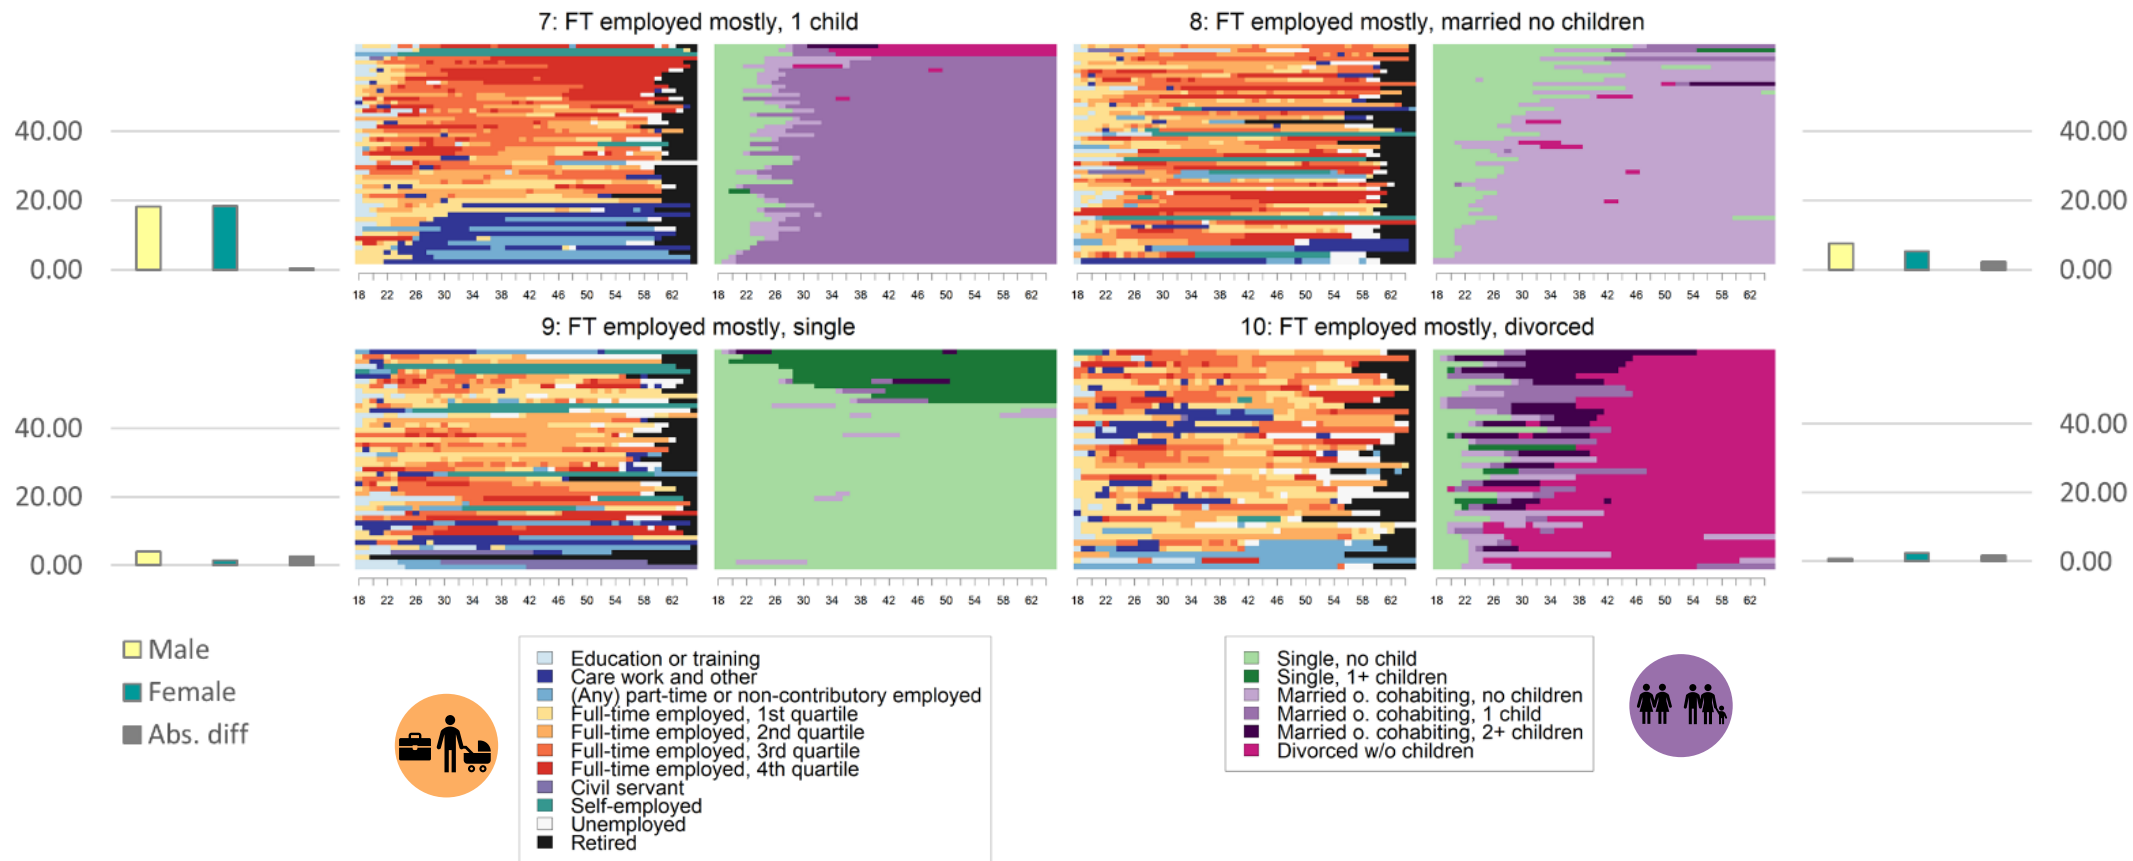 7: FT employed mostly, 1 child
8: FT employed mostly, married no children
40.00
20.00
0.00
40.00
20.00
0.00
18 22 26 30 34 38 42 46 50 54 58 62
18 22 26 30 34 38 42 46 50 54 58 62
18 22 26 30 34 38 42 46 50 54 58 62
18 22 26 30 34 38 42 46 50 54 58 62
9: FT employed mostly, single
10: FT employed mostly, divorced
40.00
20.00
0.00
40.00
20.00
0.00
18 22 26 30 34 38 42 46 50 54 58 62
18 22 26 30 34 38 42 46 50 54 58 62
18 22 26 30 34 38 42 46 50 54 58 62
18 22 26 30 34 38 42 46 50 54 58 62
Male
Female
Abs. diff
Education or training
Care work and other
(Any) part-time or non-contributory employed
Full-time employed, 1st quartile
Full-time employed, 2nd quartile
Full-time employed, 3rd quartile
Full-time employed, 4th quartile
Civil servant
Self-employed
Unemployed
Retired
Single, no child
Single, 1+ children
Married o. cohabiting, no children
Married o. cohabiting, 1 child
Married o. cohabiting, 2+ children
Divorced w/o children